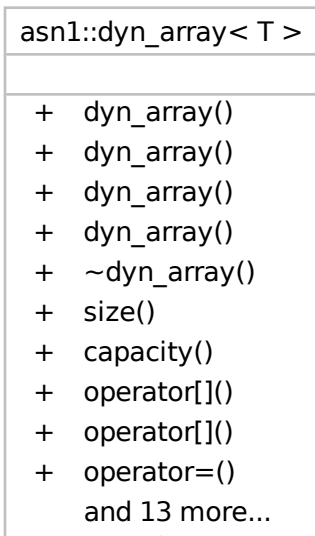 asn1::dyn_array< T >
+ dyn_array()
+ dyn_array()
+ dyn_array()
+ dyn_array()
+ ~dyn_array()
+ size()
+ capacity()
+ operator[]()
+ operator[]()
+ operator=()
and 13 more...